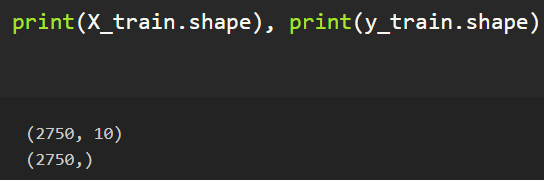 print(X_train.shape), print(y_train.shape)
(2750, 10)
(2750,)